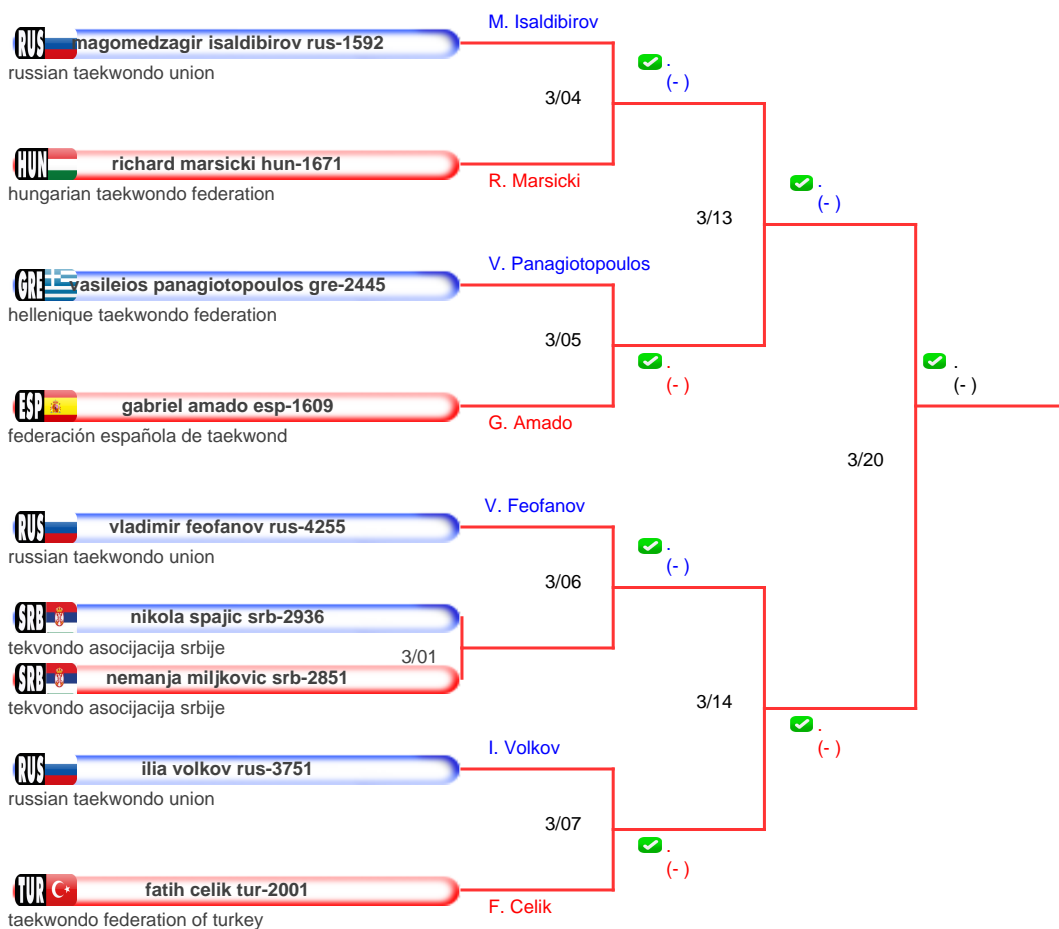 M. Isaldibirov
RUS magomedzagir isaldibirov rus-1592
russian taekwondo union
.
(- )
3/04
HUN richard marsicki hun-1671
hungarian taekwondo federation
R. Marsicki
.
(- )
3/13
V. Panagiotopoulos
GRE vasileios panagiotopoulos gre-2445
hellenique taekwondo federation
3/05
.
(- )
.
(- )
ESP gabriel amado esp-1609
federación española de taekwond
G. Amado
3/20
V. Feofanov
RUS vladimir feofanov rus-4255
russian taekwondo union
.
(- )
3/06
SRB nikola spajic srb-2936
tekvondo asocijacija srbije
3/01
SRB nemanja miljkovic srb-2851
tekvondo asocijacija srbije
3/14
.
(- )
I. Volkov
RUS ilia volkov rus-3751
russian taekwondo union
3/07
.
(- )
TUR fatih celik tur-2001
taekwondo federation of turkey
F. Celik